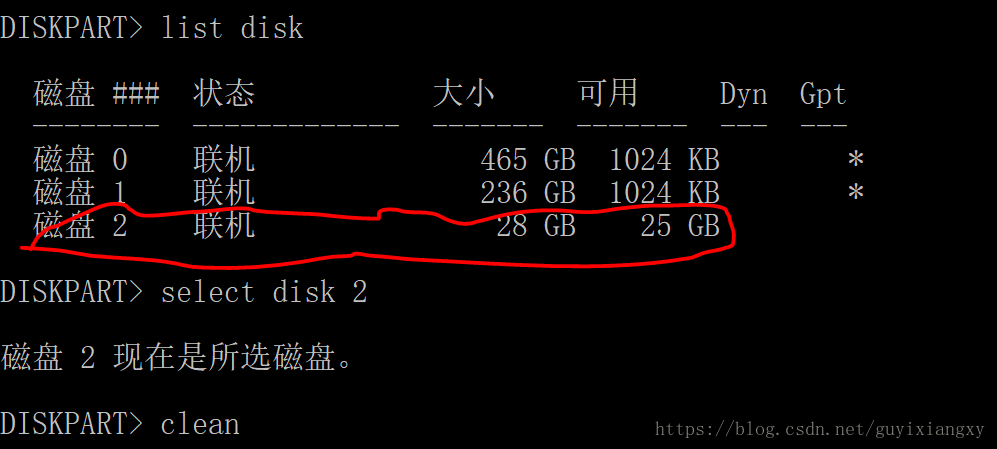 DISKPART> list disk
磁盘 ### 状态 大小 可用 Dyn Gpt
-------- ------------- ------- ------- --- ---
磁盘 0 联机 465 GB 1024 KB *
磁盘 1 联机 236 GB 1024 KB *
磁盘 2 联机 28 GB 25 GB
DISKPART> select disk 2
磁盘 2 现在是所选磁盘。
DISKPART> clean
https://blog.csdn.net/guyixiangxy